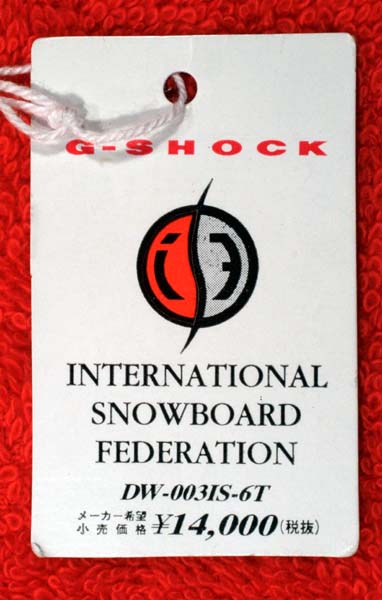 G-SHOCK
isf
INTERNATIONAL
SNOWBOARD
FEDERATION
DW-003IS-6T
メーカー希望
小売価格 ¥14,000(税抜)